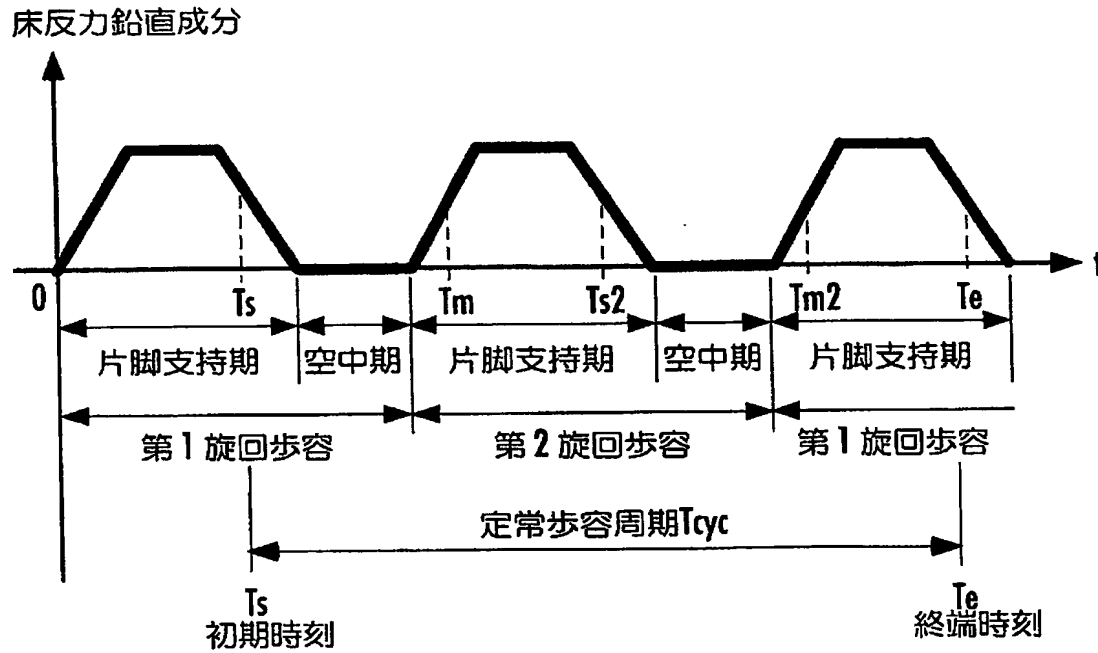 床反力鉛直成分
0 Ts Tm Ts2 Tm2 Te t
片脚支持期 空中期 片脚支持期 空中期 片脚支持期
第1旋回歩容 第2旋回歩容 第1旋回歩容
定常歩容周期Tcyc
Ts Te
初期時刻 終端時刻